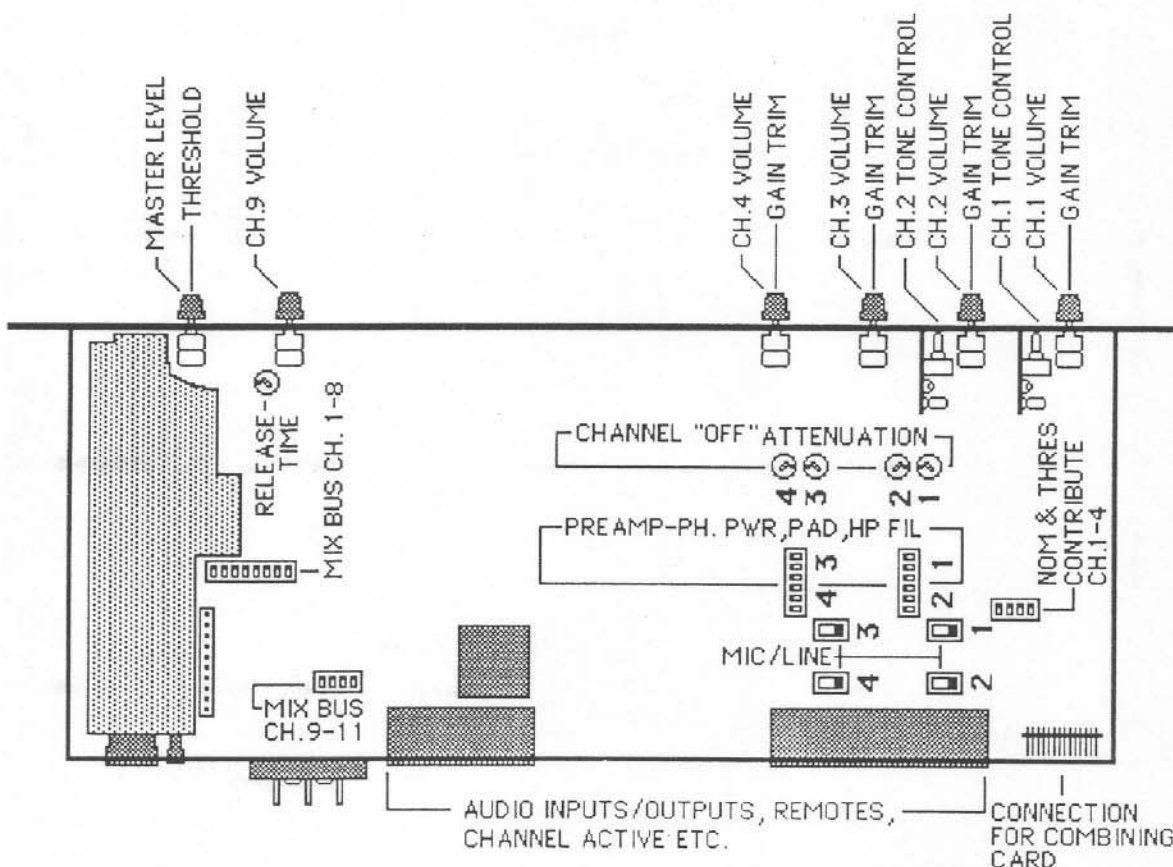 MASTER LEVEL
THRESHOLD
CH.9 VOLUME
CH.4 VOLUME
GAIN TRIM
CH.3 VOLUME
GAIN TRIM
CH.2 TONE CONTROL
CH.2 VOLUME
GAIN TRIM
CH.1 TONE CONTROL
CH.1 VOLUME
GAIN TRIM
RELEASE-
TIME
MIX BUS CH. 1-8
CHANNEL "OFF" ATTENUATION
4 3 2 1
PREAMP-PH. PWR, PAD, HP FIL
4 3 2 1
NOM & THRES
CONTRIBUTE
CH.1-4
3 1
MIC/LINE
4 2
MIX BUS
CH.9-11
AUDIO INPUTS/OUTPUTS, REMOTES,
CHANNEL ACTIVE ETC.
CONNECTION
FOR COMBINING
CARD